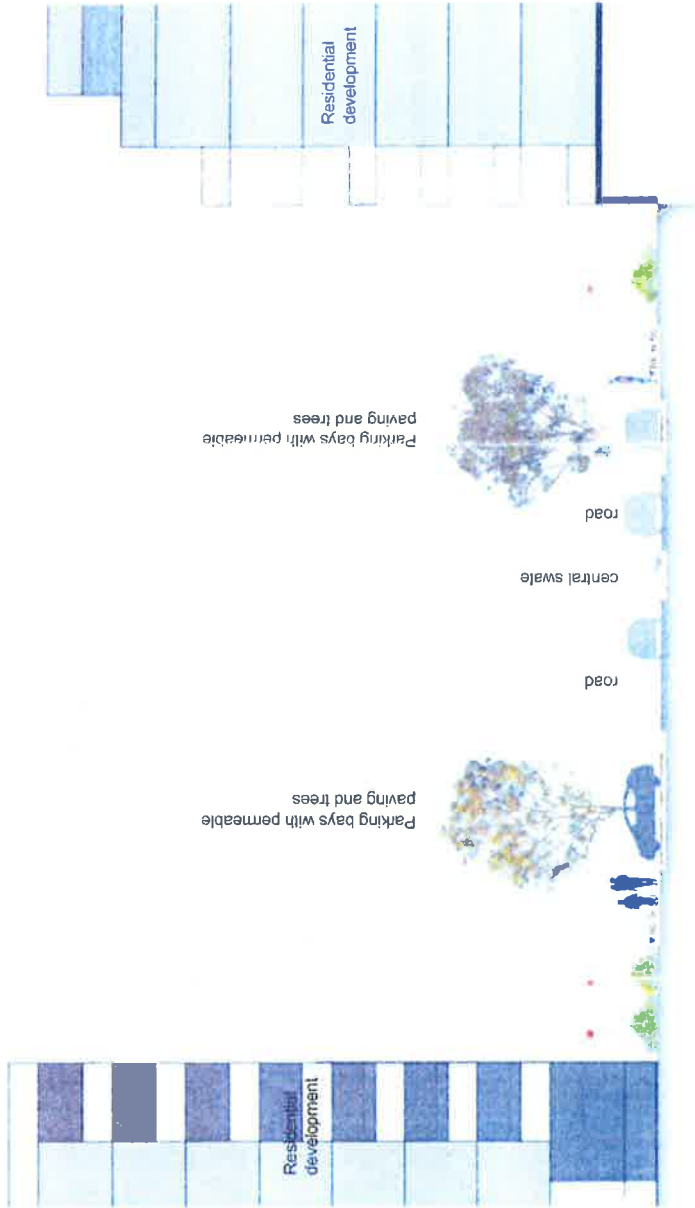 Residential
development
Parking bays with permeable
paving and trees
road
central swale
road
Parking bays with permeable
paving and trees
Residential
development